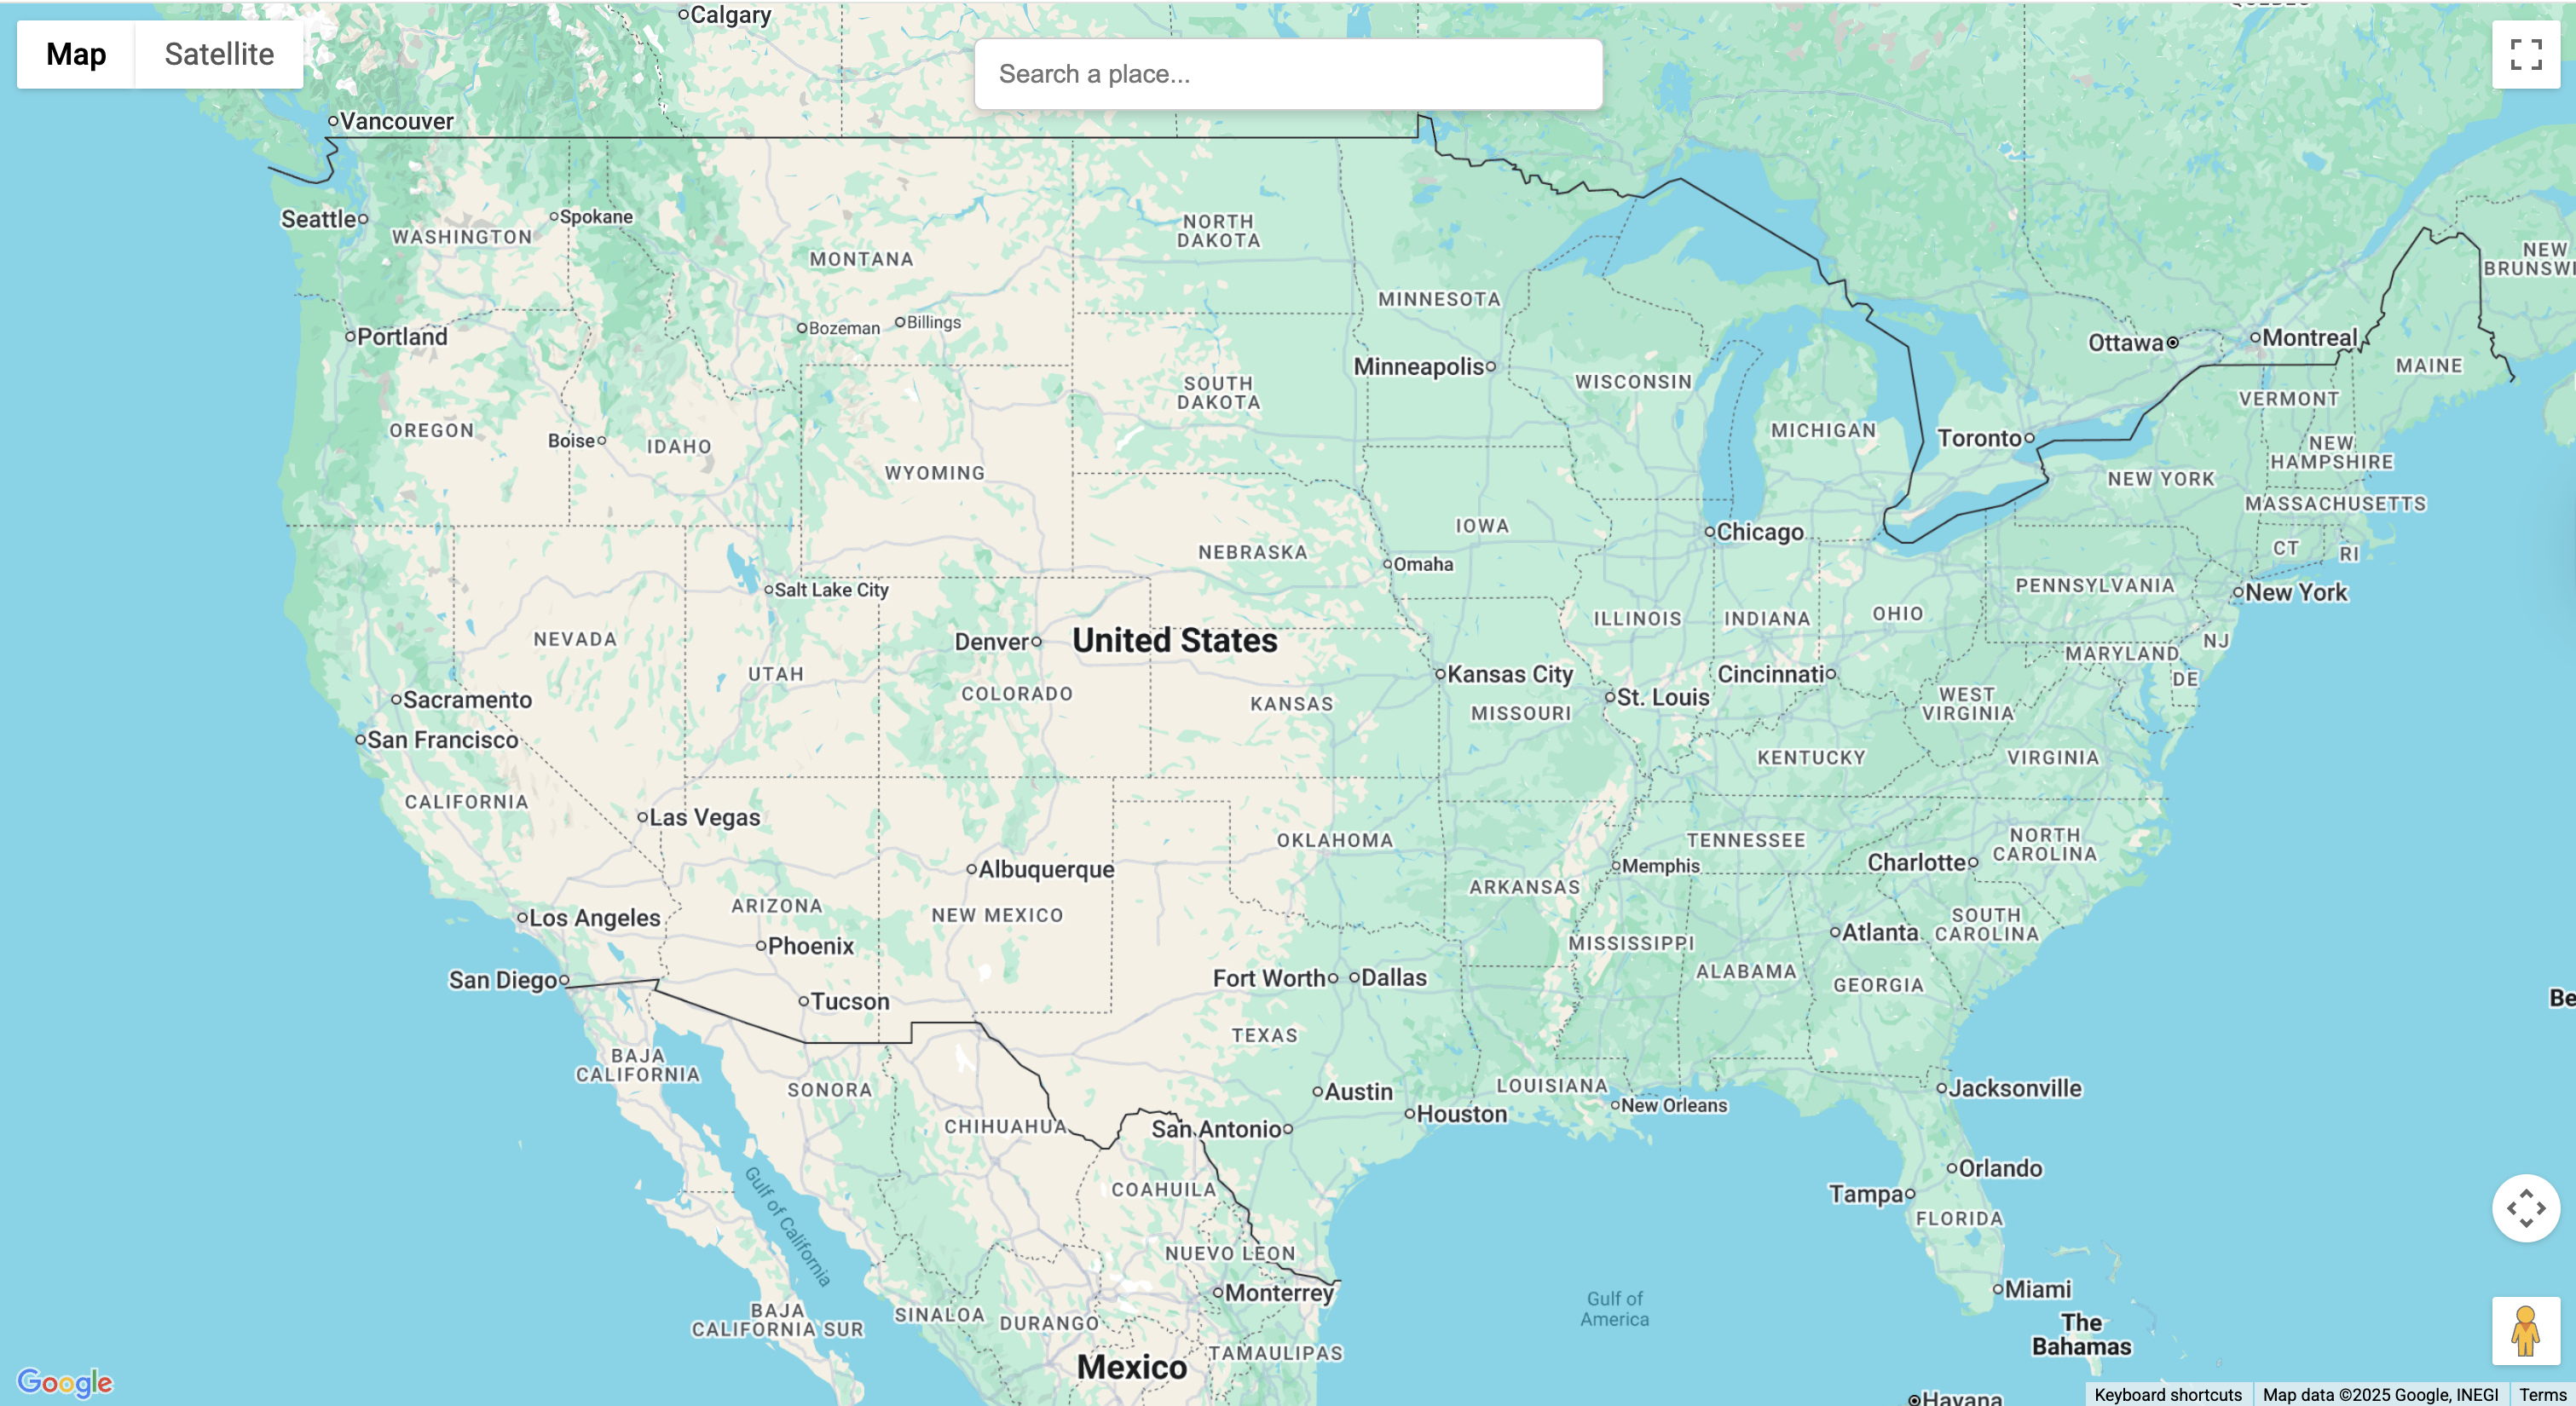 Calgary
QUEBEC
Map
Satellite
Search a place...
Vancouver
Seattle
Spokane
WASHINGTON
NORTH
DAKOTA
MONTANA
NEW
BRUNSWI
MINNESOTA
Bozeman
Billings
Portland
Ottawa
Montreal
Minneapolis
MAINE
WISCONSIN
SOUTH
DAKOTA
VERMONT
OREGON
Boise
IDAHO
MICHIGAN
Toronto
NEW
HAMPSHIRE
WYOMING
NEW YORK
MASSACHUSETTS
IOWA
Chicago
NEBRASKA
CT
RI
Omaha
Salt Lake City
PENNSYLVANIA
New York
ILLINOIS
INDIANA
OHIO
NEVADA
Denver
United States
NJ
MARYLAND
UTAH
Kansas City
Cincinnati
DE
COLORADO
Sacramento
KANSAS
St. Louis
MISSOURI
WEST
VIRGINIA
San Francisco
KENTUCKY
VIRGINIA
CALIFORNIA
Las Vegas
OKLAHOMA
TENNESSEE
NORTH
CAROLINA
Albuquerque
Memphis
Charlotte
ARKANSAS
ARIZONA
NEW MEXICO
Los Angeles
SOUTH
CAROLINA
Atlanta
Phoenix
MISSISSIPPI
ALABAMA
San Diego
Fort Worth
Dallas
GEORGIA
Tucson
Be
TEXAS
BAJA
CALIFORNIA
SONORA
Austin
LOUISIANA
Jacksonville
New Orleans
Houston
CHIHUAHUA
San Antonio
Orlando
COAHUILA
Tampa
Gulf of California
FLORIDA
NUEVO LEON
Monterrey
Miami
Gulf of
America
BAJA
CALIFORNIA SUR
SINALOA
DURANGO
The
Bahamas
TAMAULIPAS
Mexico
Google
Havana
Keyboard shortcuts
Map data ©2025 Google, INEGI
Terms